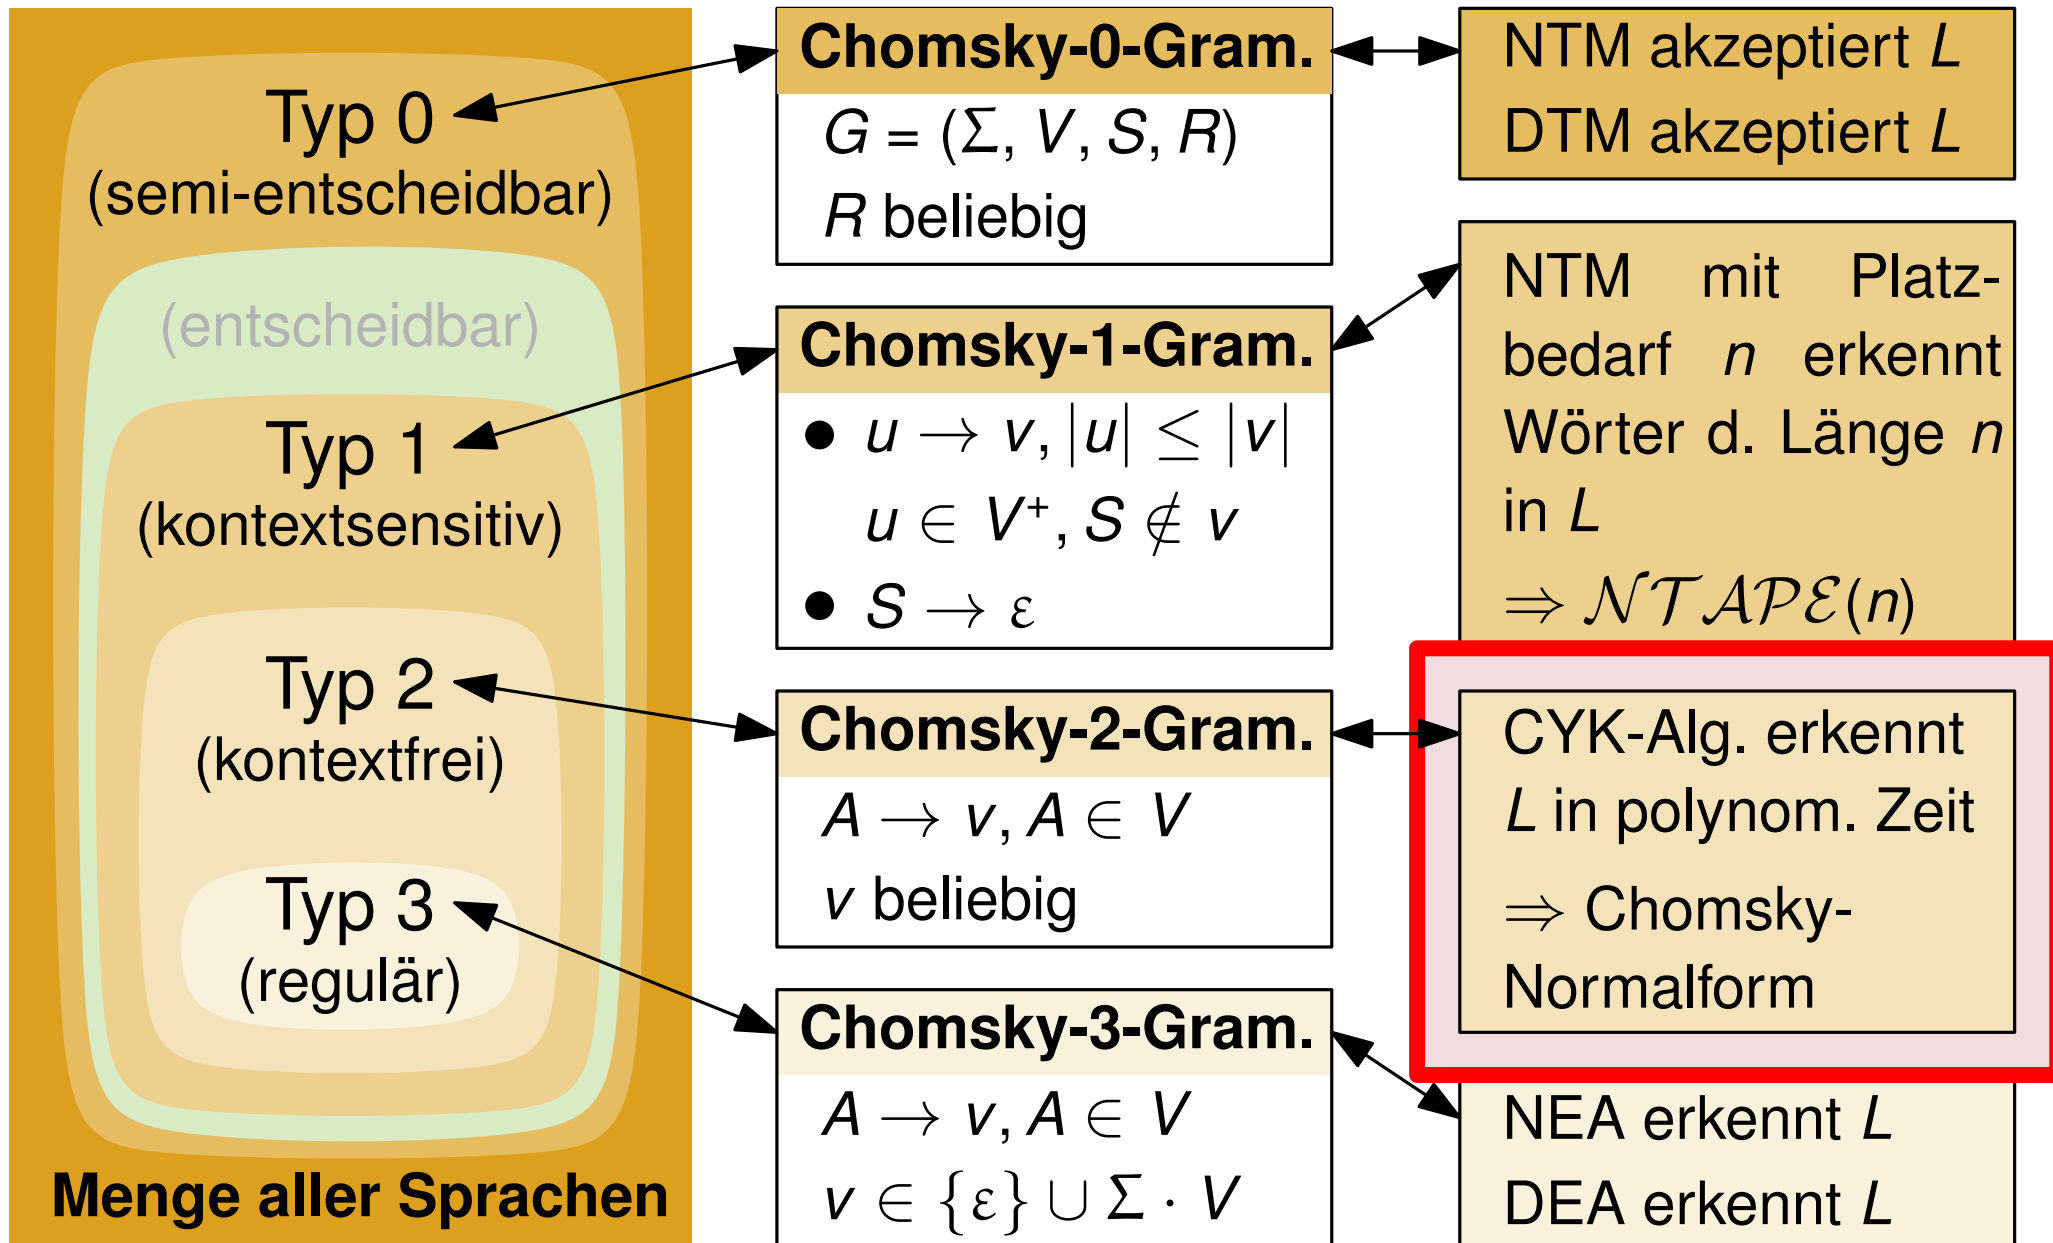 Typ 0
(semi-entscheidbar)
(entscheidbar)
Typ 1
(kontextsensitiv)
Typ 2
(kontextfrei)
Typ 3
(regulär)
Menge aller Sprachen
Chomsky-0-Gram.
G = (Σ, V, S, R)
R beliebig
Chomsky-1-Gram.
● u → v, |u| ≤ |v|
u ∈ V⁺, S ∉ v
● S → ε
Chomsky-2-Gram.
A → v, A ∈ V
v beliebig
Chomsky-3-Gram.
A → v, A ∈ V
v ∈ {ε} ∪ Σ · V
NTM akzeptiert L
DTM akzeptiert L
NTM mit Platz-
bedarf n erkennt
Wörter d. Länge n
in L
⇒ 𝒩𝒯𝒜𝒫ℰ(n)
CYK-Alg. erkennt
L in polynom. Zeit
⇒ Chomsky-
Normalform
NEA erkennt L
DEA erkennt L